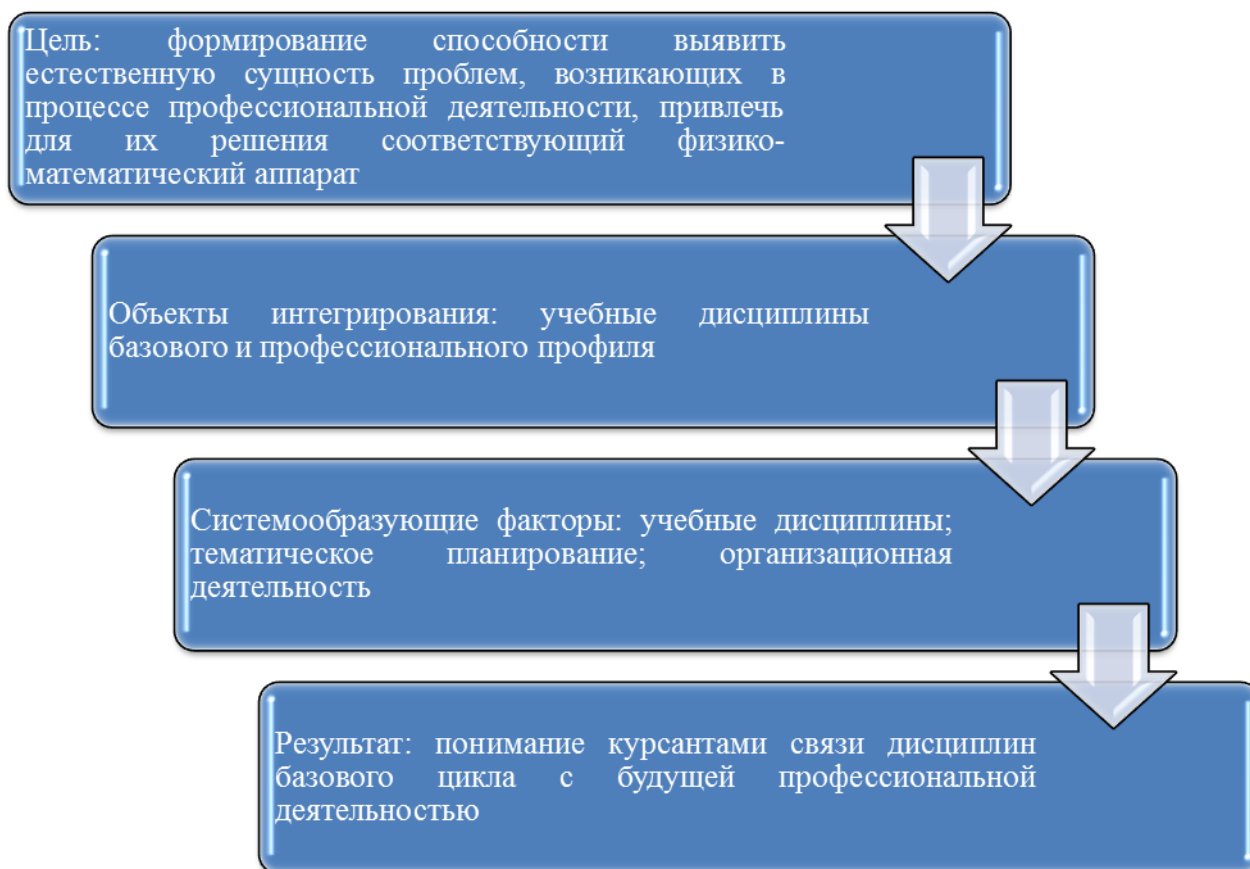 Цель: формирование способности выявить
естественную сущность проблем, возникающих в
процессе профессиональной деятельности, привлечь
для их решения соответствующий физико-
математический аппарат
Объекты интегрирования: учебные дисциплины
базового и профессионального профиля
Системообразующие факторы: учебные дисциплины;
тематическое планирование; организационная
деятельность
Результат: понимание курсантами связи дисциплин
базового цикла с будущей профессиональной
деятельностью